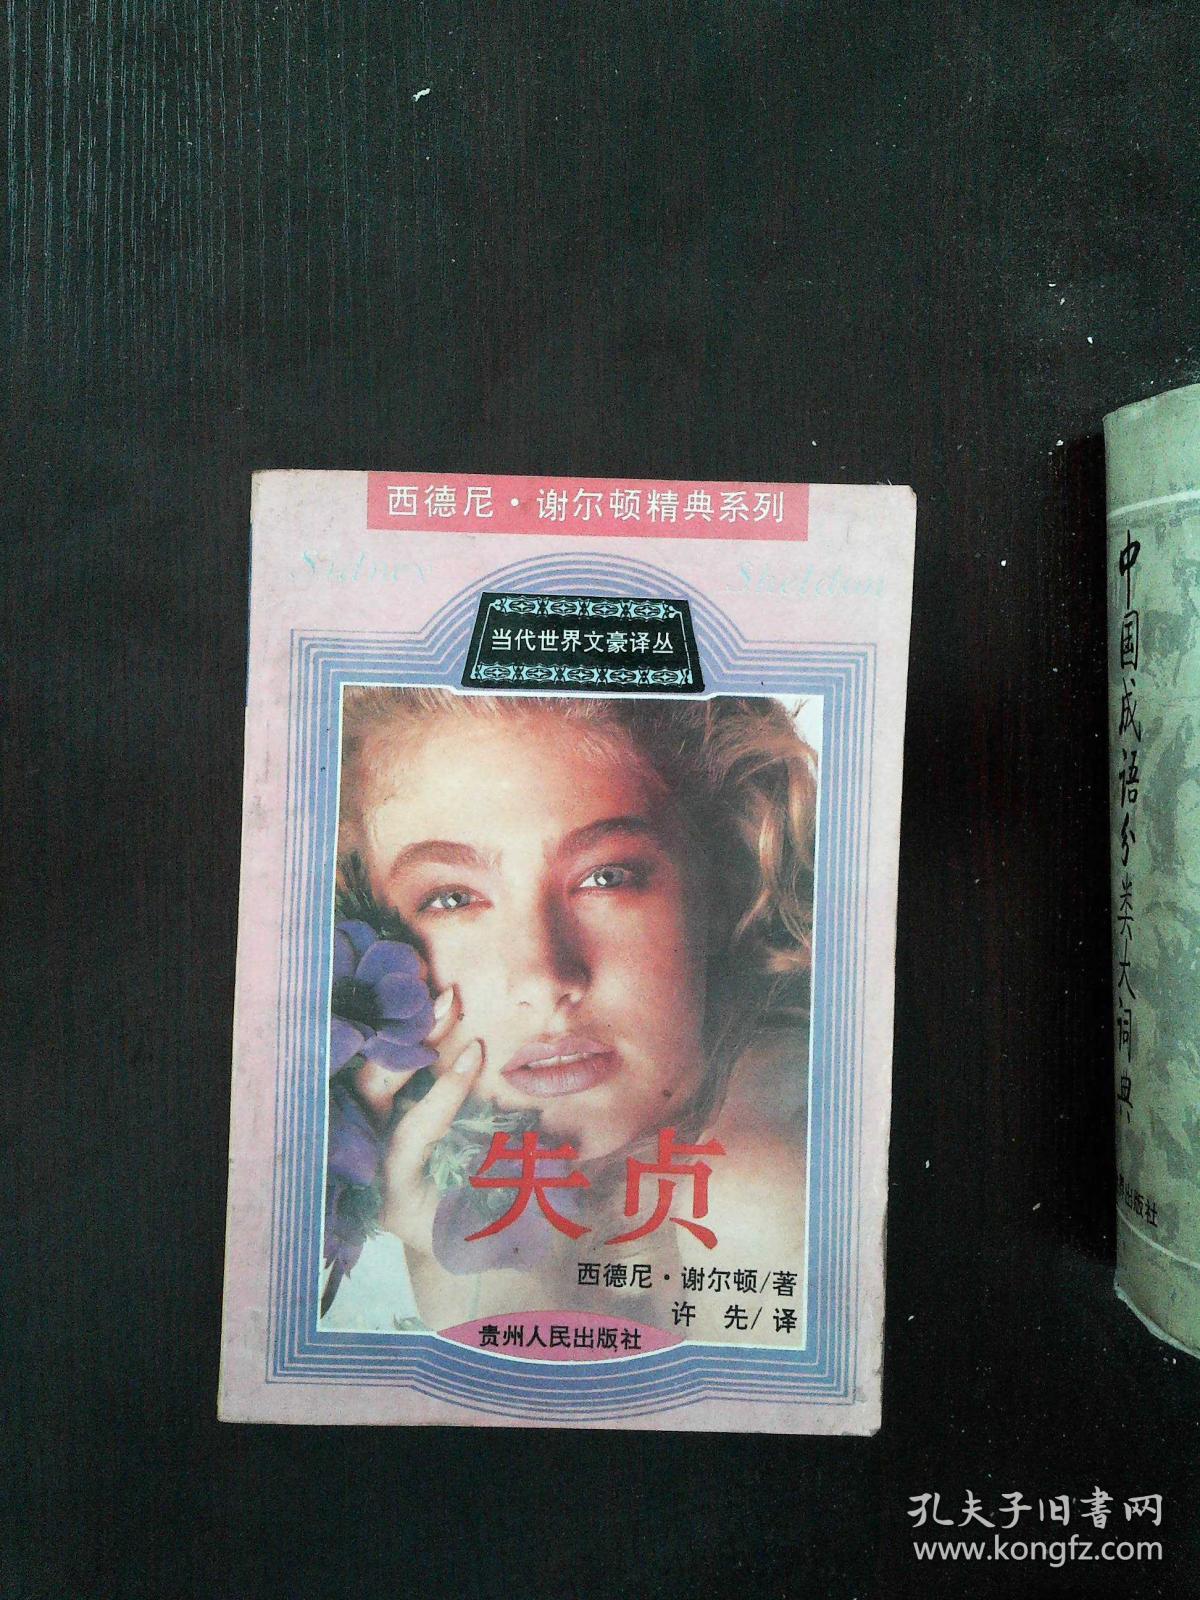 西德尼·谢尔顿精典系列
Sidney Sheldon
当代世界文豪译丛
失贞
西德尼·谢尔顿/著
许 先/译
贵州人民出版社
中国成语分类大词典
出版社
孔夫子旧书网
www.kongfz.com